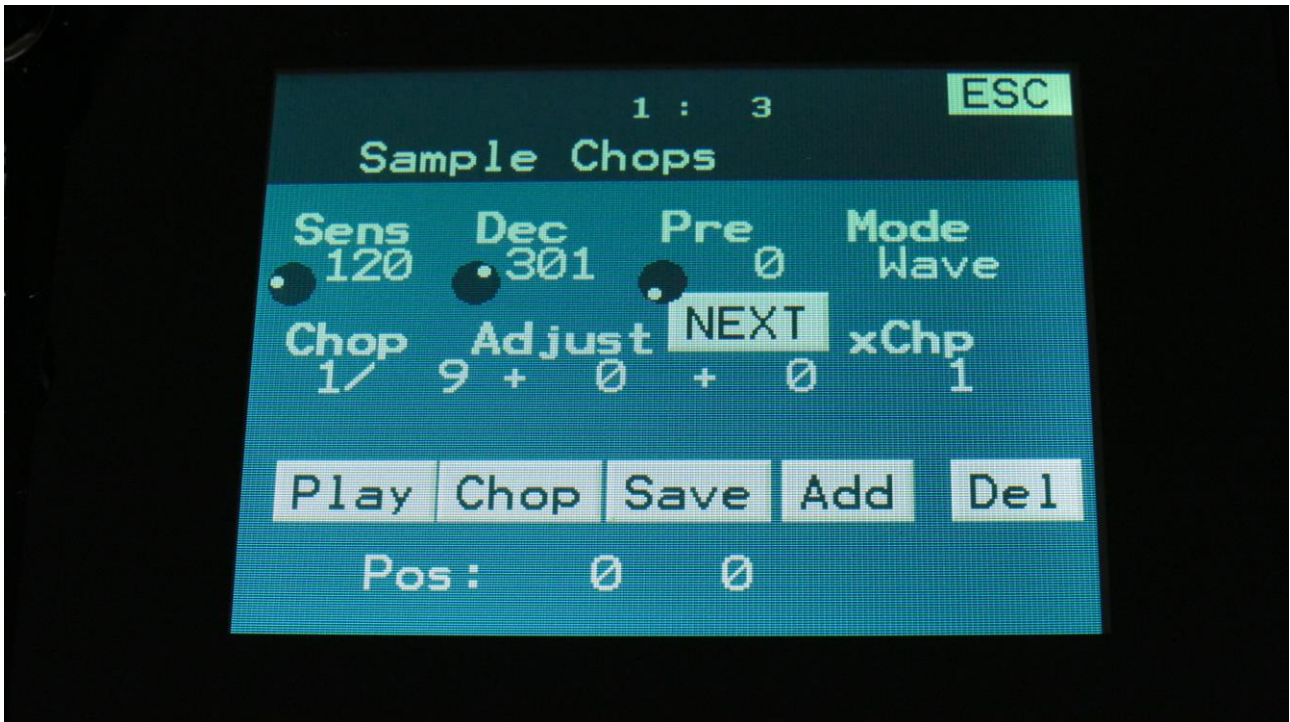 1 : 3 ESC
Sample Chops
Sens Dec Pre Mode
120 301 0 Wave
Chop Adjust NEXT xChp
1/ 9 + 0 + 0 1
Play Chop Save Add Del
Pos: 0 0